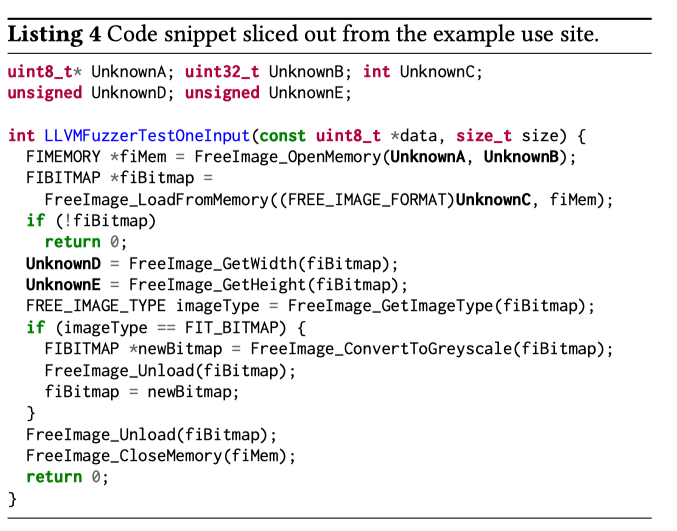 Listing 4 Code snippet sliced out from the example use site.
uint8_t* UnknownA; uint32_t UnknownB; int UnknownC;
unsigned UnknownD; unsigned UnknownE;
int LLVMFuzzerTestOneInput(const uint8_t *data, size_t size) {
  FIMEMORY *fiMem = FreeImage_OpenMemory(UnknownA, UnknownB);
  FIBITMAP *fiBitmap =
    FreeImage_LoadFromMemory((FREE_IMAGE_FORMAT)UnknownC, fiMem);
  if (!fiBitmap)
    return 0;
  UnknownD = FreeImage_GetWidth(fiBitmap);
  UnknownE = FreeImage_GetHeight(fiBitmap);
  FREE_IMAGE_TYPE imageType = FreeImage_GetImageType(fiBitmap);
  if (imageType == FIT_BITMAP) {
    FIBITMAP *newBitmap = FreeImage_ConvertToGreyscale(fiBitmap);
    FreeImage_Unload(fiBitmap);
    fiBitmap = newBitmap;
  }
  FreeImage_Unload(fiBitmap);
  FreeImage_CloseMemory(fiMem);
  return 0;
}